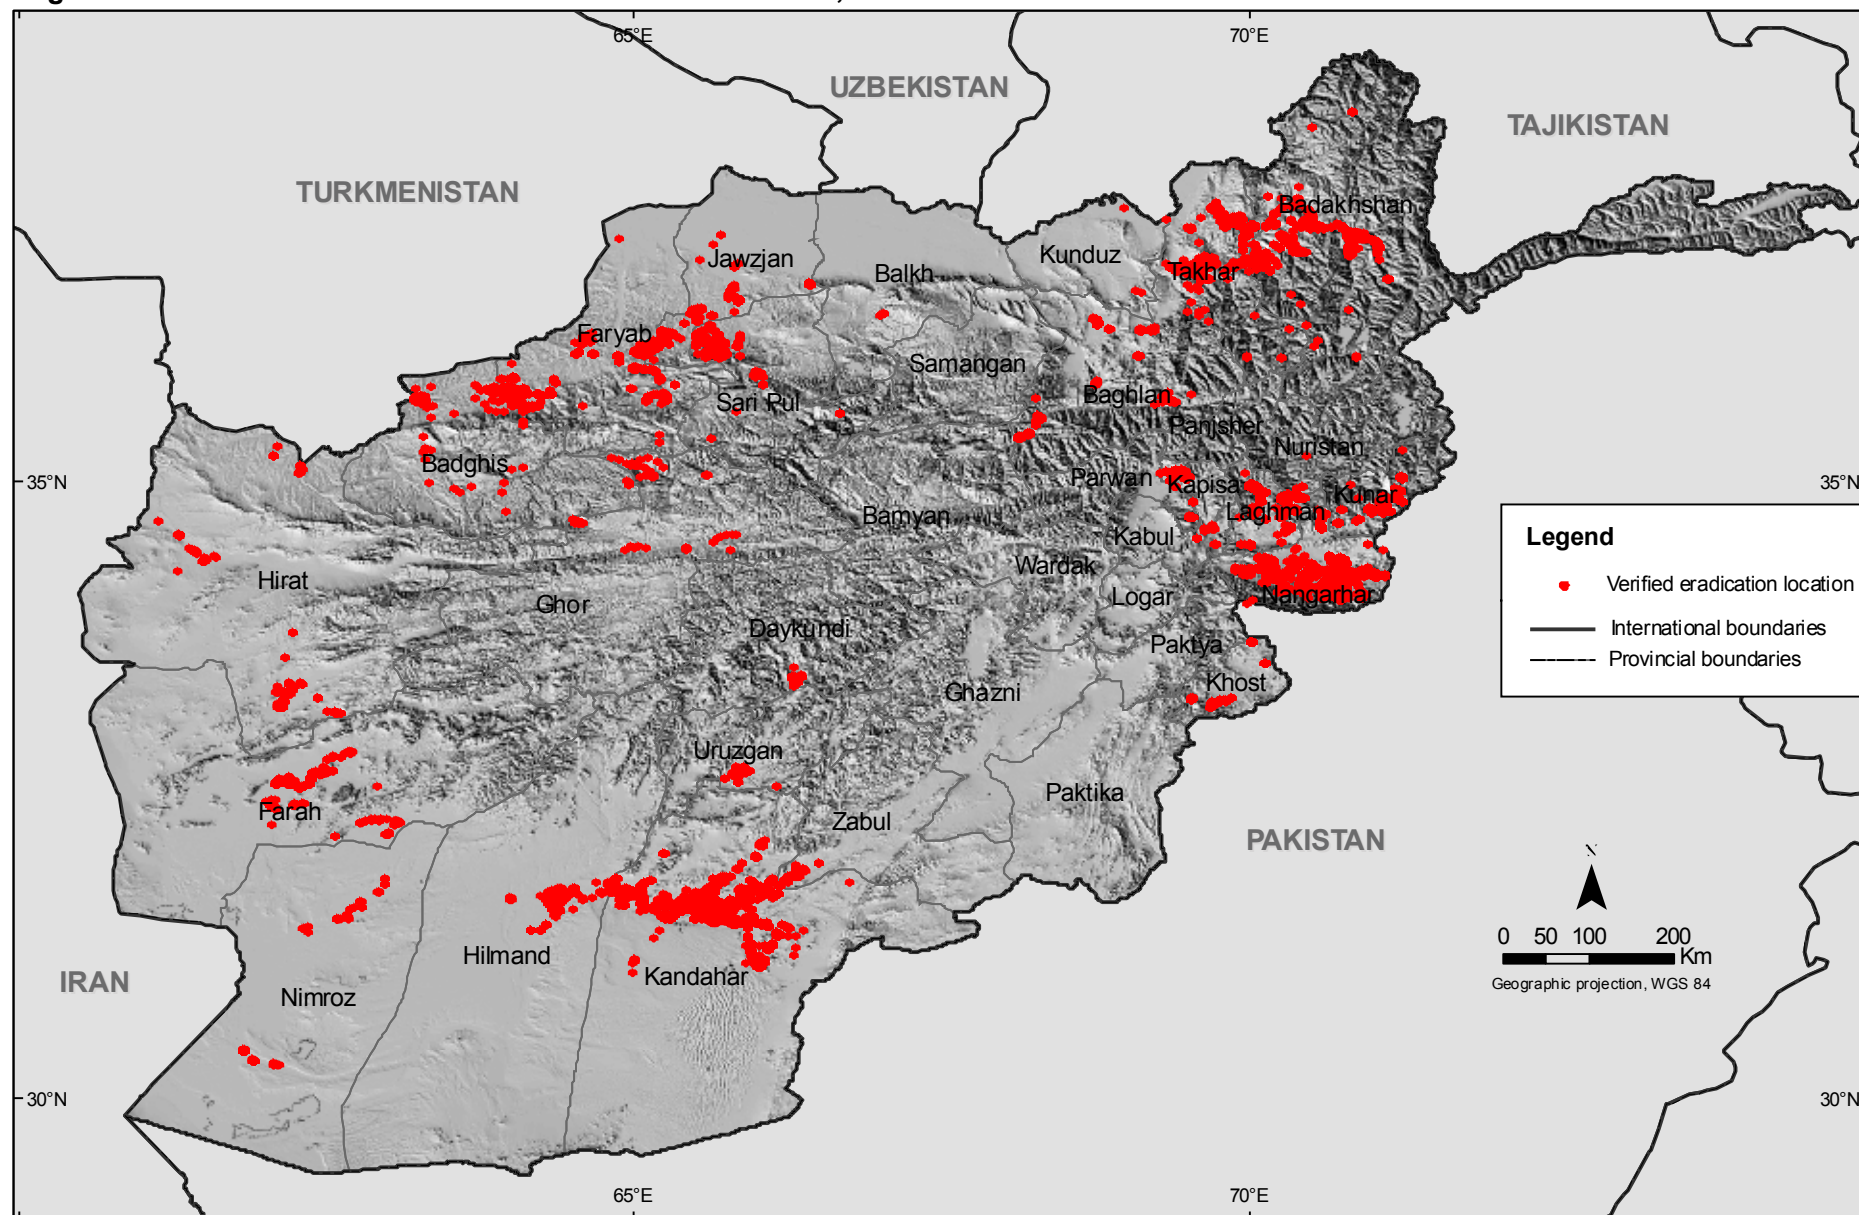 65°E
70°E
UZBEKISTAN
TAJIKISTAN
TURKMENISTAN
Badakhshan
Jawzjan
Kunduz
Balkh
Takhar
Faryab
Samangan
Sari Pul
Baghlan
Panjsher
Nuristan
Badghis
35°N
Parwan
Kapisa
Kunar
35°N
Laghman
Bamyan
Kabul
Legend
Wardak
Hirat
Verified eradication location
Ghor
Logar
Nangarhar
Daykundi
International boundaries
Paktya
Provincial boundaries
Khost
Ghazni
Uruzgan
Paktika
Farah
Zabul
PAKISTAN
N
0 50 100 200
Km
Hilmand
Kandahar
IRAN
Geographic projection, WGS 84
Nimroz
30°N
30°N
65°E
70°E